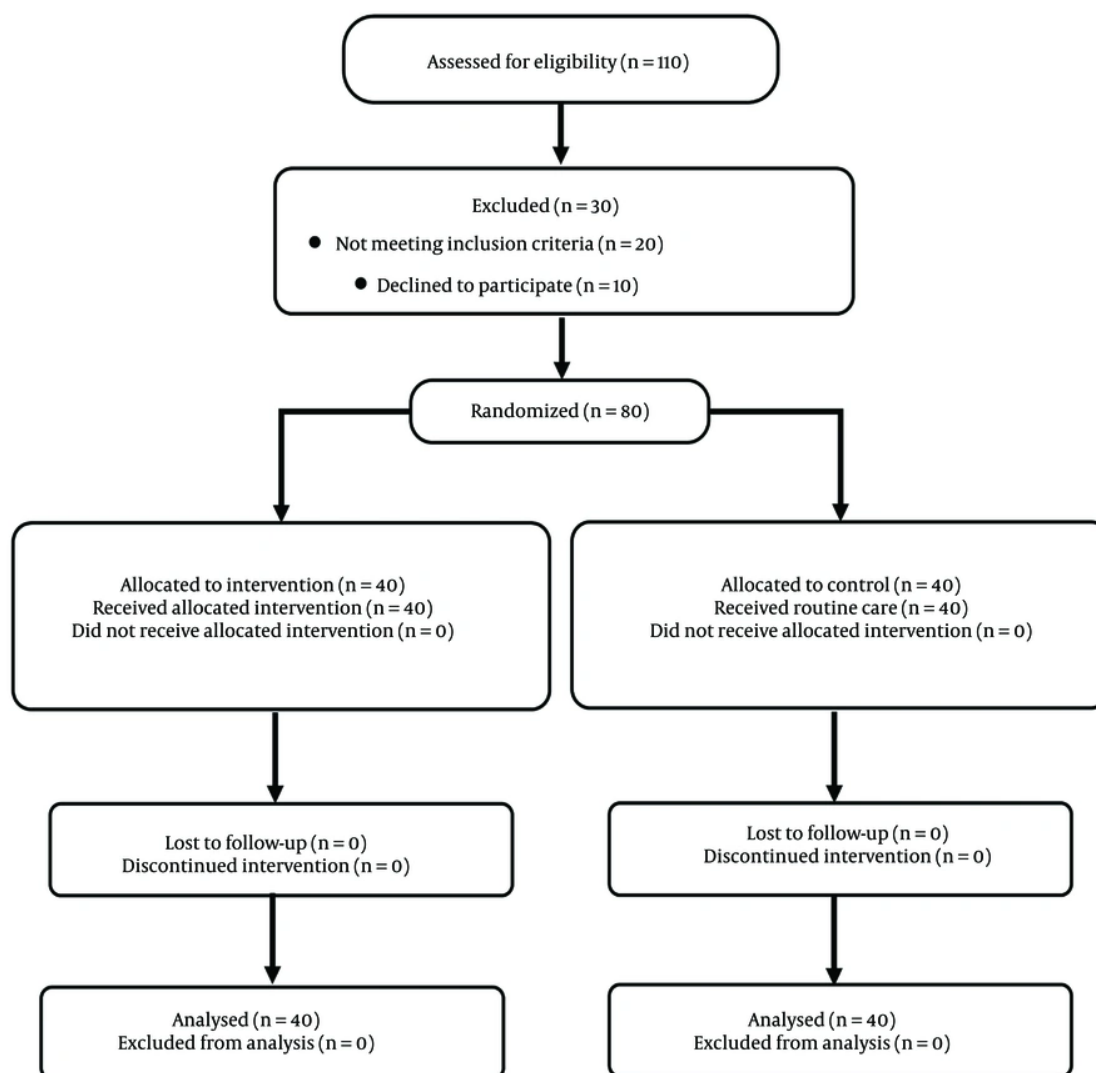 Assessed for eligibility (n = 110)
Excluded (n = 30)
● Not meeting inclusion criteria (n = 20)
● Declined to participate (n = 10)
Randomized (n = 80)
Allocated to intervention (n = 40)
Received allocated intervention (n = 40)
Did not receive allocated intervention (n = 0)
Allocated to control (n = 40)
Received routine care (n = 40)
Did not receive allocated intervention (n = 0)
Lost to follow-up (n = 0)
Discontinued intervention (n = 0)
Lost to follow-up (n = 0)
Discontinued intervention (n = 0)
Analysed (n = 40)
Excluded from analysis (n = 0)
Analysed (n = 40)
Excluded from analysis (n = 0)